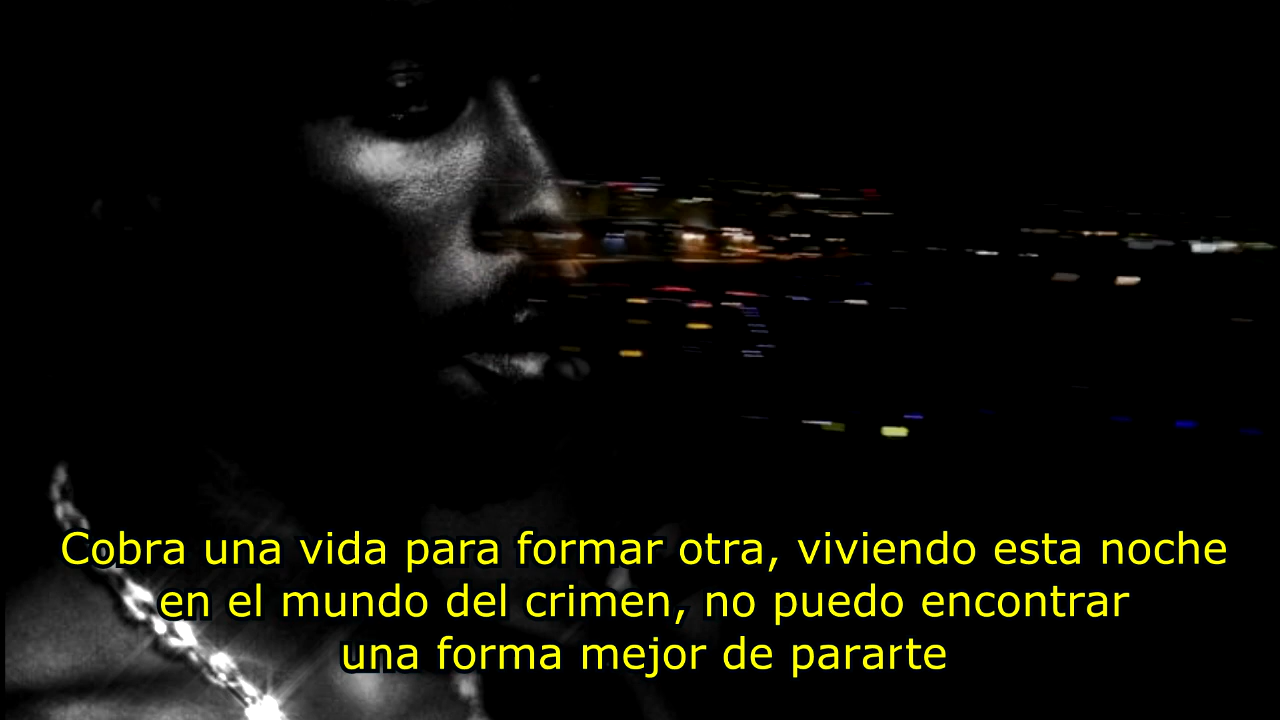 Cobra una vida para formar otra, viviendo esta noche
en el mundo del crimen, no puedo encontrar
una forma mejor de pararte